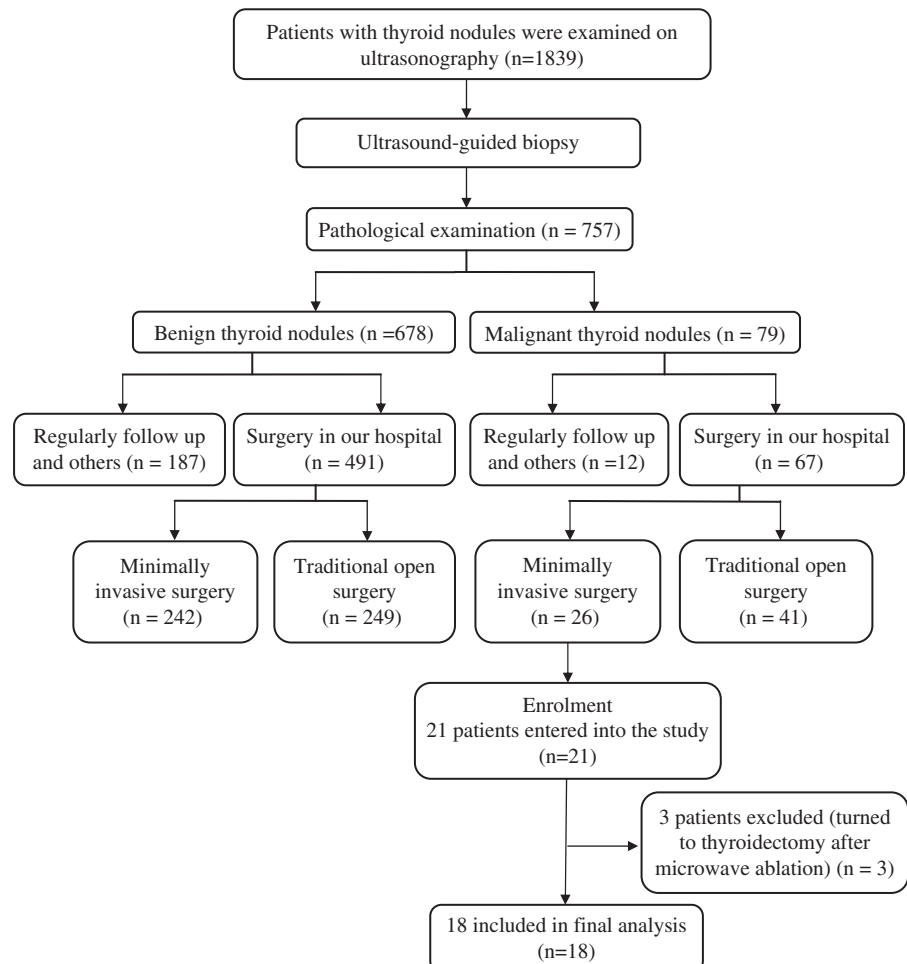 Patients with thyroid nodules were examined on
ultrasonography (n=1839)
Ultrasound-guided biopsy
Pathological examination (n = 757)
Benign thyroid nodules (n =678)
Malignant thyroid nodules (n = 79)
Regularly follow up
and others (n = 187)
Surgery in our hospital
(n = 491)
Regularly follow up
and others (n =12)
Surgery in our hospital
(n = 67)
Minimally
invasive surgery
(n = 242)
Traditional open
surgery
(n = 249)
Minimally
invasive surgery
(n = 26)
Traditional open
surgery
(n = 41)
Enrolment
21 patients entered into the study
(n=21)
3 patients excluded (turned
to thyroidectomy after
microwave ablation) (n = 3)
18 included in final analysis
(n=18)